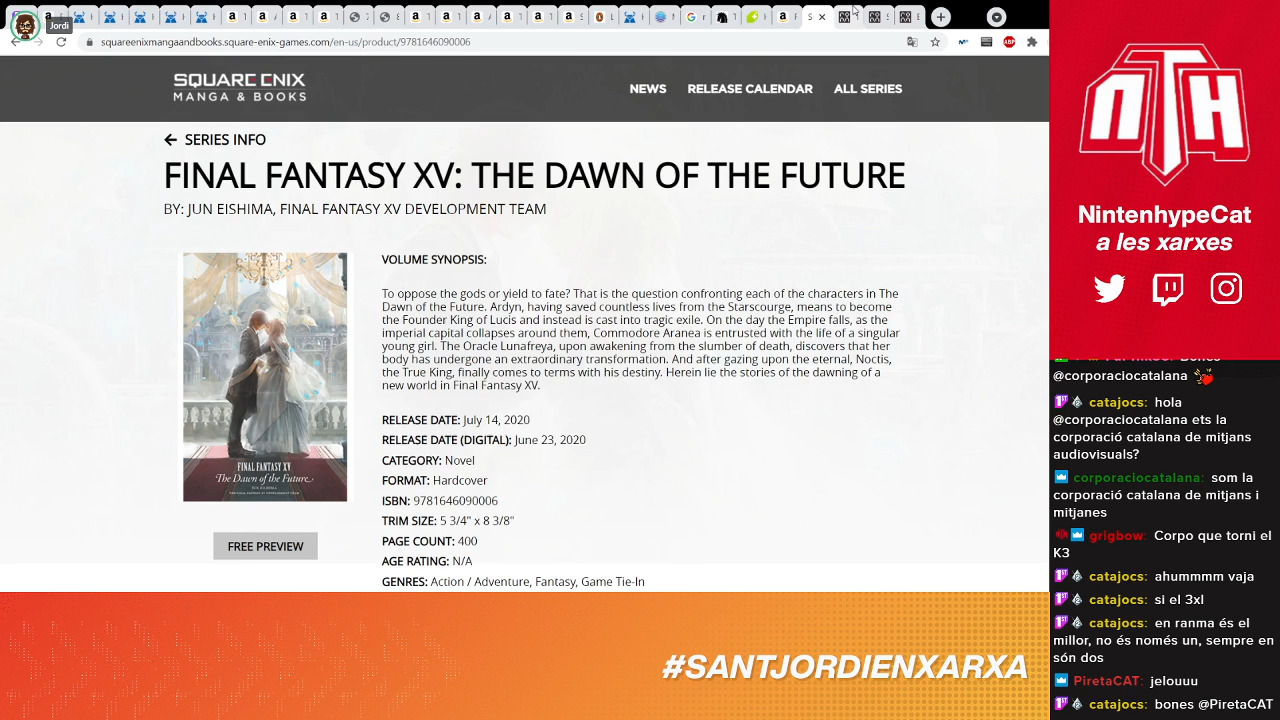 Jordi
squareenixmangaandbooks.square-enix-games.com/en-us/product/9781646090006
SQUARE ENIX
MANGA & BOOKS
NEWS RELEASE CALENDAR ALL SERIES
SERIES INFO
FINAL FANTASY XV: THE DAWN OF THE FUTURE
BY: JUN EISHIMA, FINAL FANTASY XV DEVELOPMENT TEAM
VOLUME SYNOPSIS:
To oppose the gods or yield to fate? That is the question confronting each of the characters in The
Dawn of the Future. Ardyn, having saved countless lives from the Starscourge, means to become
the Founder King of Lucis and instead is cast into tragic exile. On the day the Empire falls, as the
imperial capital collapses around them, Commodore Aranea is entrusted with the life of a singular
young girl. The Oracle Lunafreya, upon awakening from the slumber of death, discovers that her
body has undergone an extraordinary transformation. And after gazing upon the eternal, Noctis,
the True King, finally comes to terms with his destiny. Herein lie the stories of the dawning of a
new world in Final Fantasy XV.
RELEASE DATE: July 14, 2020
RELEASE DATE (DIGITAL): June 23, 2020
CATEGORY: Novel
FORMAT: Hardcover
ISBN: 9781646090006
TRIM SIZE: 5 3/4" x 8 3/8"
PAGE COUNT: 400
AGE RATING: N/A
GENRES: Action / Adventure, Fantasy, Game Tie-In
FINAL FANTASY XV
The Dawn of the Future
FREE PREVIEW
#SANTJORDIENXARXA
NTH
NintenhypeCat
a les xarxes
@corporaciocatalana
catajocs: hola
@corporaciocatalana ets la
corporació catalana de mitjans
audiovisuals?
corporaciocatalana: som la
corporació catalana de mitjans i
mitjanes
grigbow: Corpo que torni el
K3
catajocs: ahummmm vaja
catajocs: si el 3xl
catajocs: en ranma és el
millor, no és només un, sempre en
són dos
PiretaCAT: jelouuu
catajocs: bones @PiretaCAT